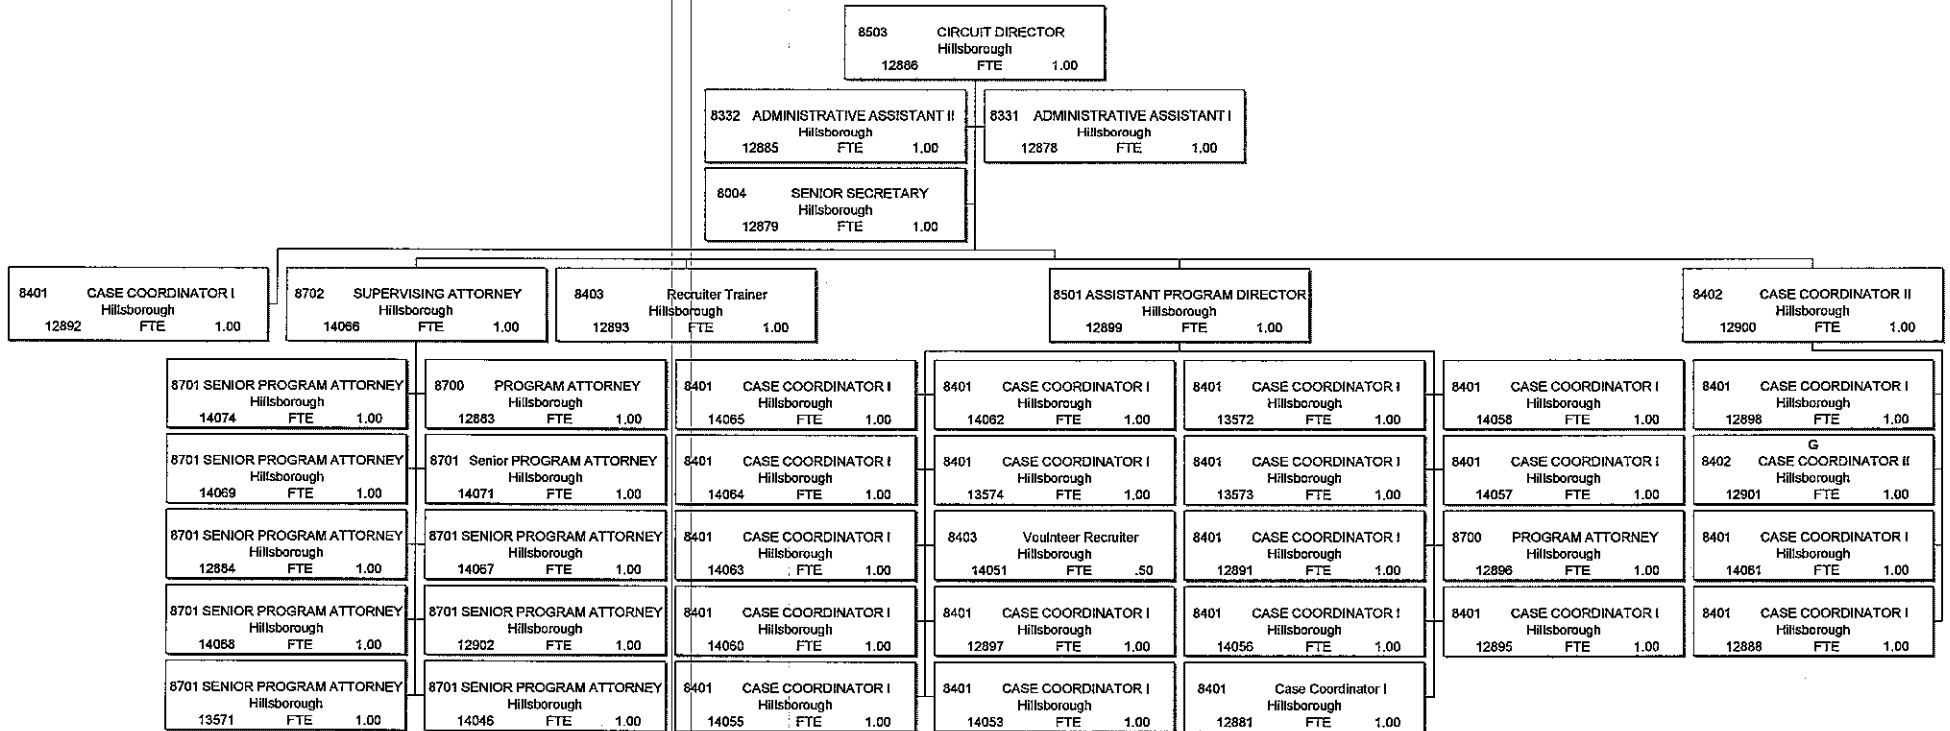 8503 CIRCUIT DIRECTOR
Hillsborough
12886 FTE 1.00
8332 ADMINISTRATIVE ASSISTANT II
Hillsborough
12885 FTE 1.00
8331 ADMINISTRATIVE ASSISTANT I
Hillsborough
12878 FTE 1.00
8004 SENIOR SECRETARY
Hillsborough
12879 FTE 1.00
8401 CASE COORDINATOR I
Hillsborough
12892 FTE 1.00
8702 SUPERVISING ATTORNEY
Hillsborough
14066 FTE 1.00
8403 Recruiter Trainer
Hillsborough
12893 FTE 1.00
8501 ASSISTANT PROGRAM DIRECTOR
Hillsborough
12899 FTE 1.00
8402 CASE COORDINATOR II
Hillsborough
12900 FTE 1.00
8701 SENIOR PROGRAM ATTORNEY
Hillsborough
14074 FTE 1.00
8700 PROGRAM ATTORNEY
Hillsborough
12883 FTE 1.00
8401 CASE COORDINATOR I
Hillsborough
14065 FTE 1.00
8401 CASE COORDINATOR I
Hillsborough
14062 FTE 1.00
8401 CASE COORDINATOR I
Hillsborough
13572 FTE 1.00
8401 CASE COORDINATOR I
Hillsborough
14058 FTE 1.00
8401 CASE COORDINATOR I
Hillsborough
12898 FTE 1.00
8701 SENIOR PROGRAM ATTORNEY
Hillsborough
14069 FTE 1.00
8701 Senior PROGRAM ATTORNEY
Hillsborough
14071 FTE 1.00
8401 CASE COORDINATOR I
Hillsborough
14064 FTE 1.00
8401 CASE COORDINATOR I
Hillsborough
13574 FTE 1.00
8401 CASE COORDINATOR I
Hillsborough
13573 FTE 1.00
8401 CASE COORDINATOR I
Hillsborough
14057 FTE 1.00
G
8402 CASE COORDINATOR II
Hillsborough
12901 FTE 1.00
8701 SENIOR PROGRAM ATTORNEY
Hillsborough
12884 FTE 1.00
8701 SENIOR PROGRAM ATTORNEY
Hillsborough
14067 FTE 1.00
8401 CASE COORDINATOR I
Hillsborough
14063 FTE 1.00
8403 Voulnteer Recruiter
Hillsborough
14051 FTE .50
8401 CASE COORDINATOR I
Hillsborough
12891 FTE 1.00
8700 PROGRAM ATTORNEY
Hillsborough
12896 FTE 1.00
8401 CASE COORDINATOR I
Hillsborough
14061 FTE 1.00
8701 SENIOR PROGRAM ATTORNEY
Hillsborough
14068 FTE 1.00
8701 SENIOR PROGRAM ATTORNEY
Hillsborough
12902 FTE 1.00
8401 CASE COORDINATOR I
Hillsborough
14060 FTE 1.00
8401 CASE COORDINATOR I
Hillsborough
12897 FTE 1.00
8401 CASE COORDINATOR I
Hillsborough
14056 FTE 1.00
8401 CASE COORDINATOR I
Hillsborough
12895 FTE 1.00
8401 CASE COORDINATOR I
Hillsborough
12888 FTE 1.00
8701 SENIOR PROGRAM ATTORNEY
Hillsborough
13571 FTE 1.00
8701 SENIOR PROGRAM ATTORNEY
Hillsborough
14046 FTE 1.00
8401 CASE COORDINATOR I
Hillsborough
14055 FTE 1.00
8401 CASE COORDINATOR I
Hillsborough
14053 FTE 1.00
8401 Case Coordinator I
Hillsborough
12881 FTE 1.00